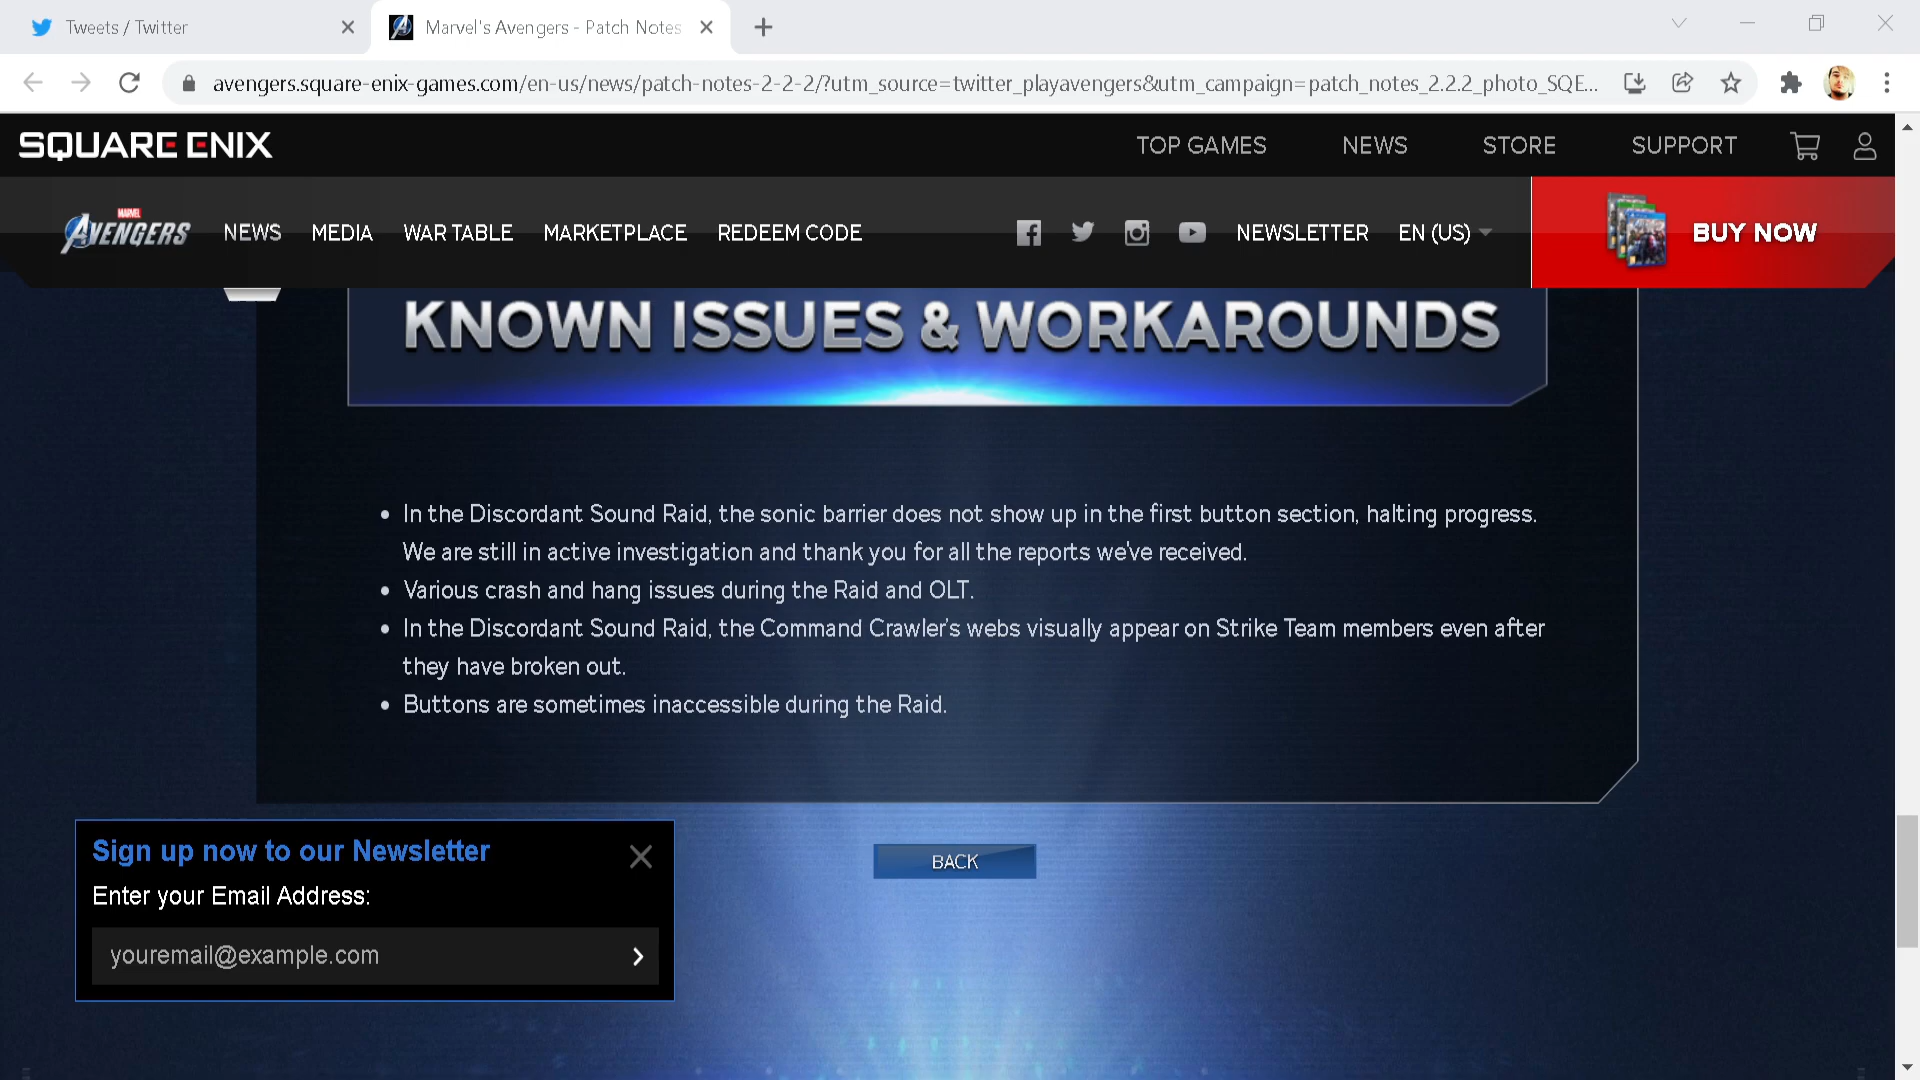 Tweets / Twitter
Marvel's Avengers - Patch Notes
avengers.square-enix-games.com/en-us/news/patch-notes-2-2-2/?utm_source=twitter_playavengers&utm_campaign=patch_notes_2.2.2_photo_SQE...
SQUARE ENIX
TOP GAMES NEWS STORE SUPPORT
MARVEL
AVENGERS
NEWS MEDIA WAR TABLE MARKETPLACE REDEEM CODE NEWSLETTER EN (US) BUY NOW
KNOWN ISSUES & WORKAROUNDS
• In the Discordant Sound Raid, the sonic barrier does not show up in the first button section, halting progress.
We are still in active investigation and thank you for all the reports we've received.
• Various crash and hang issues during the Raid and OLT.
• In the Discordant Sound Raid, the Command Crawler's webs visually appear on Strike Team members even after
they have broken out.
• Buttons are sometimes inaccessible during the Raid.
Sign up now to our Newsletter
Enter your Email Address:
youremail@example.com
BACK